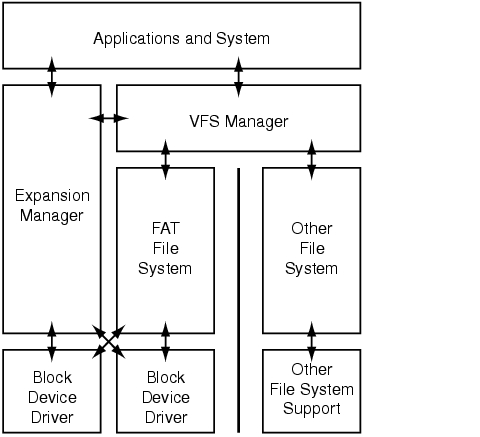 Applications and System
VFS Manager
Expansion
Manager
FAT
File
System
Other
File
System
Block
Device
Driver
Block
Device
Driver
Other
File System
Support